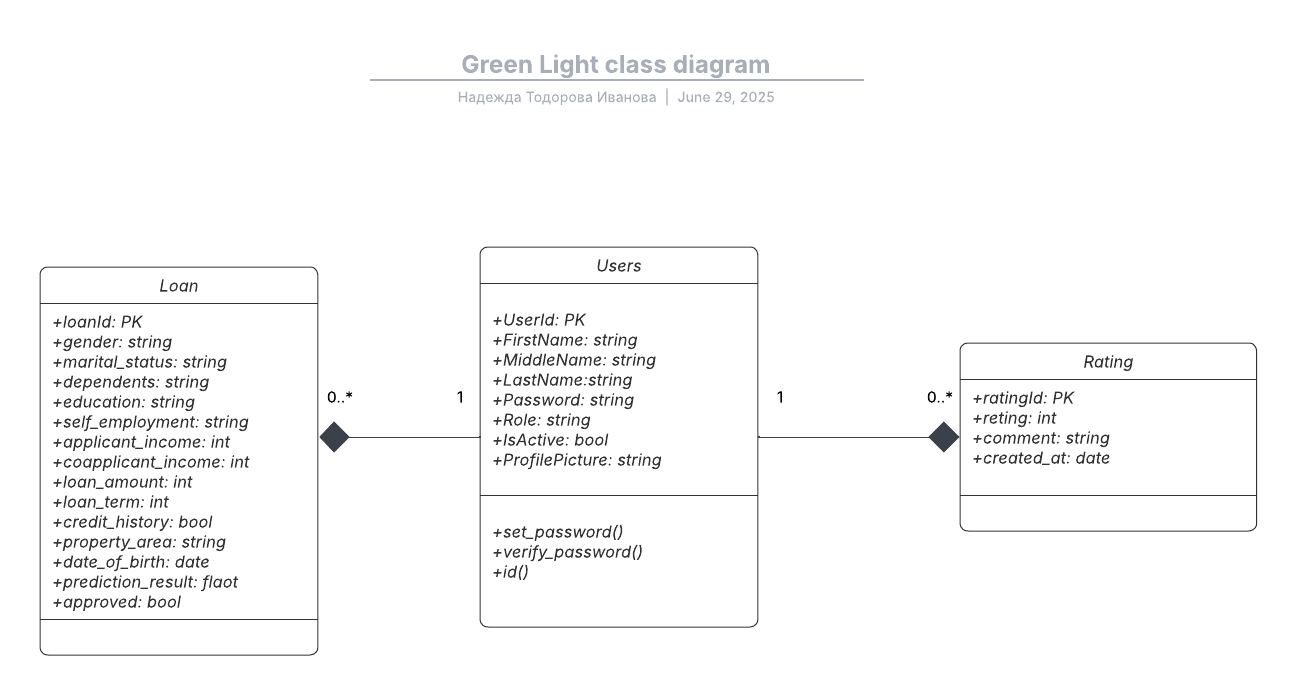 Green Light class diagram
Надежда Тодорова Иванова | June 29, 2025
Loan
+loanId: PK
+gender: string
+marital_status: string
+dependents: string
+education: string
+self_employment: string
+applicant_income: int
+coapplicant_income: int
+loan_amount: int
+loan_term: int
+credit_history: bool
+property_area: string
+date_of_birth: date
+prediction_result: flaot
+approved: bool
0..*
1
Users
+UserId: PK
+FirstName: string
+MiddleName: string
+LastName:string
+Password: string
+Role: string
+IsActive: bool
+ProfilePicture: string
+set_password()
+verify_password()
+id()
1
0..*
Rating
+ratingId: PK
+reting: int
+comment: string
+created_at: date